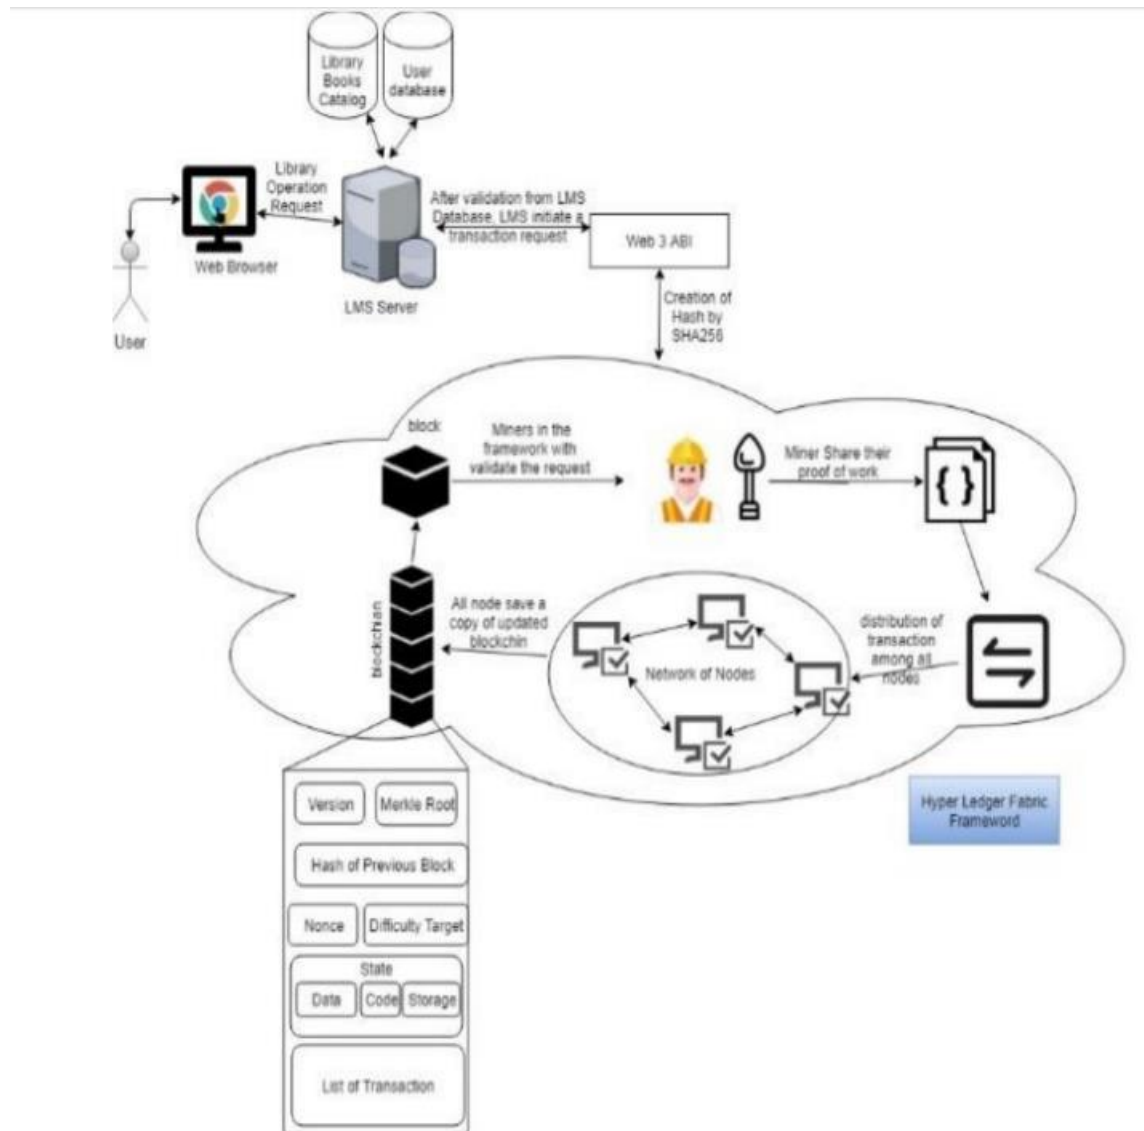 Library
Books
Catalog
User
database
Library
Operation
Request
After validation from LMS
Database, LMS initiate a
transaction request
Web 3 ABI
Web Browser
LMS Server
User
Creation of
Hash by
SHA256
block
Miners in the
framework with
validate the request
Miner Share their
proof of work
{ }
blockchian
All node save a
copy of updated
blockchin
Network of Nodes
distribution of
transaction
among all
nodes
Version
Merkle Root
Hyper Ledger Fabric
Frameword
Hash of Previous Block
Nonce
Difficulty Target
State
Data
Code
Storage
List of Transaction